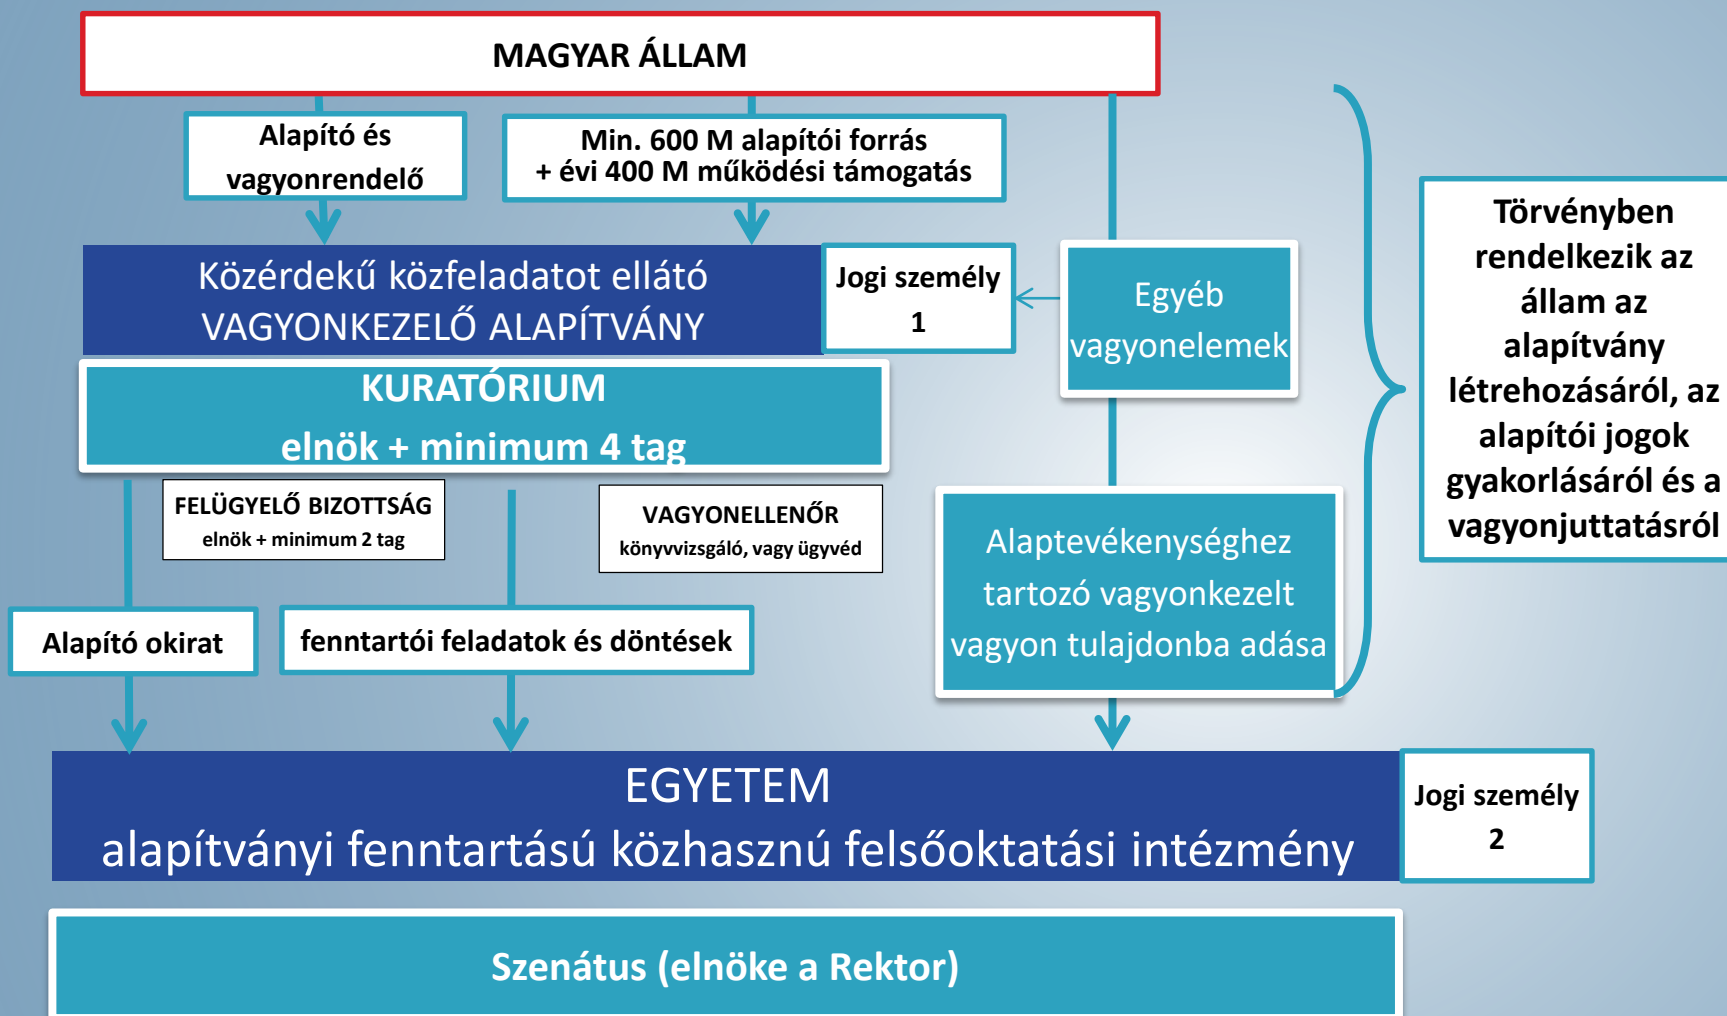 MAGYAR ÁLLAM
Alapító és
vagyonrendelő
Min. 600 M alapítói forrás
+ évi 400 M működési támogatás
Közérdekű közfeladatot ellátó
VAGYONKEZELŐ ALAPÍTVÁNY
Jogi személy
1
Egyéb
vagyonelemek
Törvényben
rendelkezik az
állam az
alapítvány
létrehozásáról, az
alapítói jogok
gyakorlásáról és a
vagyonjuttatásról
KURATÓRIUM
elnök + minimum 4 tag
FELÜGYELŐ BIZOTTSÁG
elnök + minimum 2 tag
VAGYONELLENŐR
könyvvizsgáló, vagy ügyvéd
Alaptevékenységhez
tartozó vagyonkezelt
vagyon tulajdonba adása
Alapító okirat
fenntartói feladatok és döntések
EGYETEM
alapítványi fenntartású közhasznú felsőoktatási intézmény
Jogi személy
2
Szenátus (elnöke a Rektor)